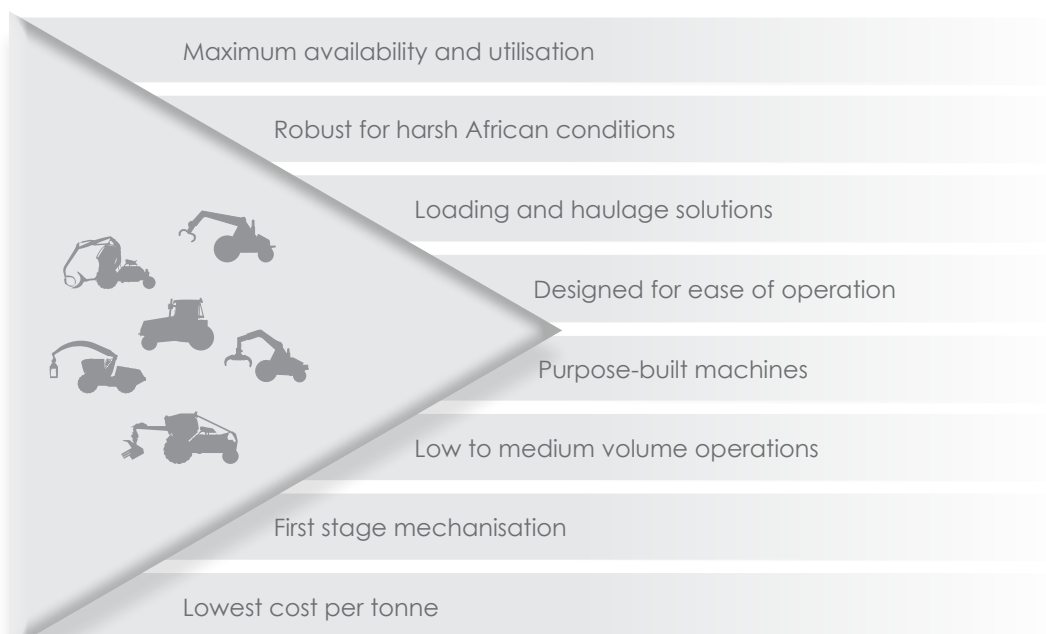 Maximum availability and utilisation
Robust for harsh African conditions
Loading and haulage solutions
Designed for ease of operation
Purpose-built machines
Low to medium volume operations
First stage mechanisation
Lowest cost per tonne